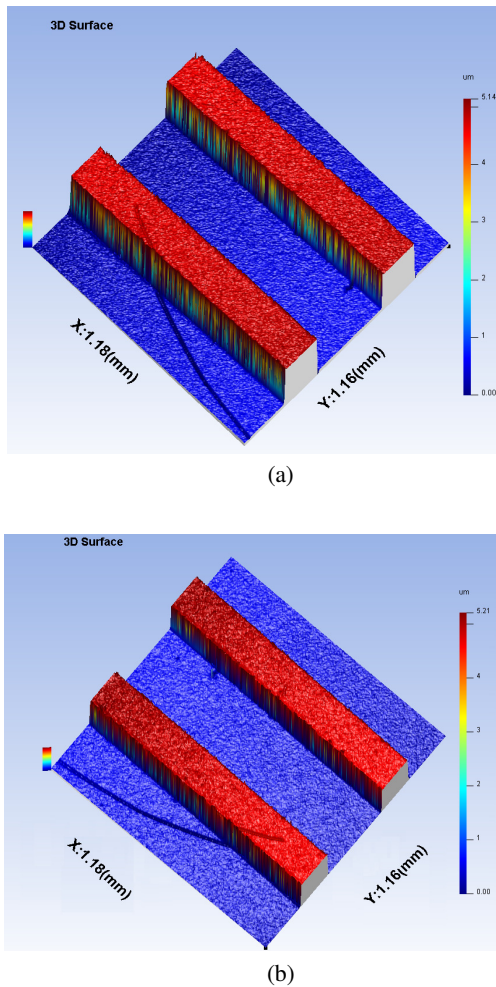 3D Surface
um
5.14
4
3
2
1
0.00
X:1.18(mm)
Y:1.16(mm)
(a)
3D Surface
um
5.21
4
3
2
1
0.00
X:1.18(mm)
Y:1.16(mm)
(b)